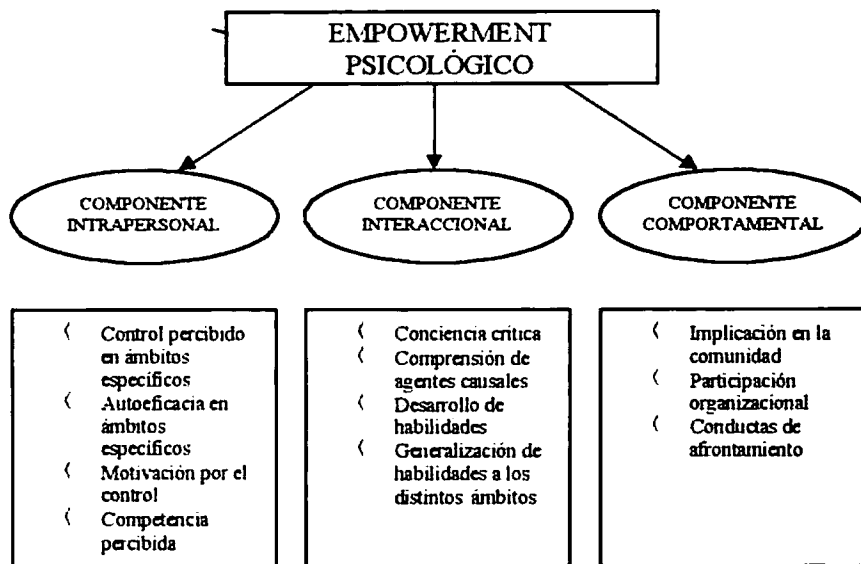 EMPOWERMENT
PSICOLÓGICO
COMPONENTE
INTRAPERSONAL
COMPONENTE
INTERACCIONAL
COMPONENTE
COMPORTAMENTAL
Control percibido
en ámbitos
específicos
Autoeficacia en
ámbitos
específicos
Motivación por el
control
Competencia
percibida
Conciencia crítica
Comprensión de
agentes causales
Desarrollo de
habilidades
Generalización de
habilidades a los
distintos ámbitos
Implicación en la
comunidad
Participación
organizacional
Conductas de
afrontamiento